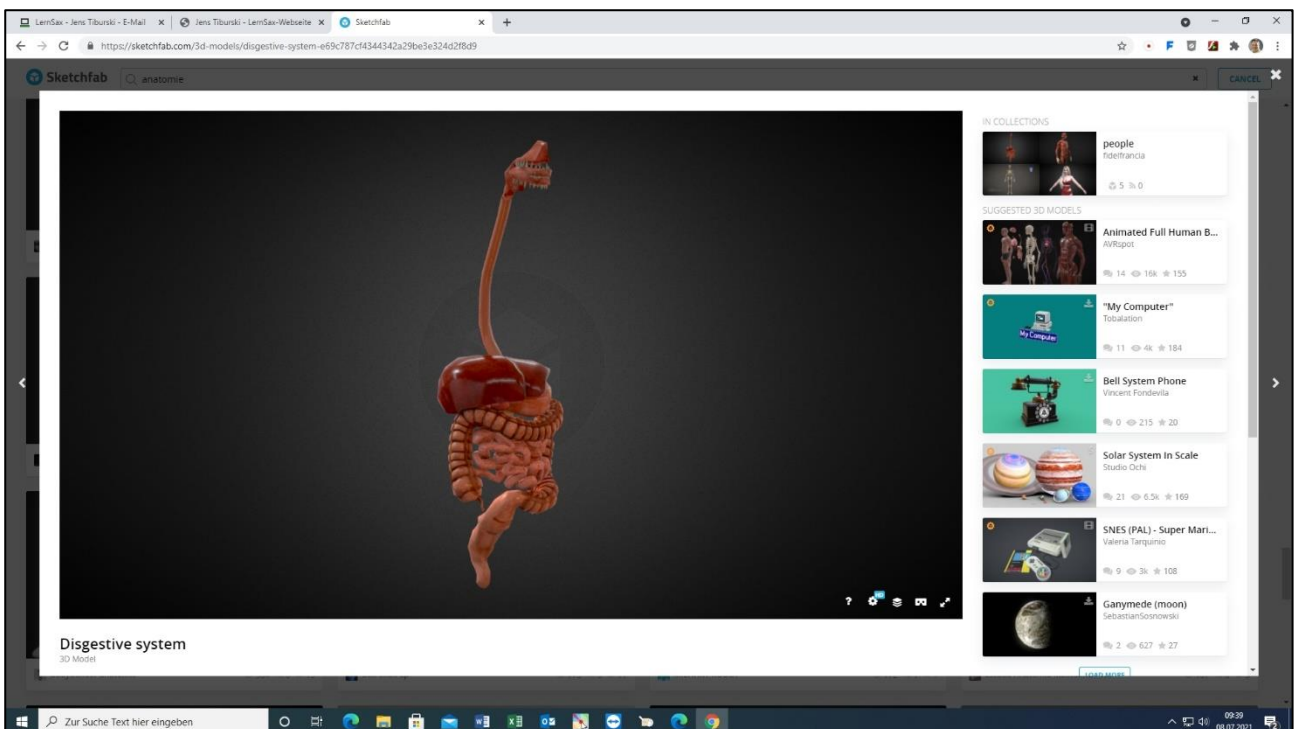 LernSax - Jens Tiburski - E-Mail
Jens Tiburski - LernSax-Webseite
Sketchfab
https://sketchfab.com/3d-models/disgestive-system-e69c787cf4344342a29be3e324d2f8d9
Sketchfab
anatomie
CANCEL
IN COLLECTIONS
people
fidelfrancia
5 0
SUGGESTED 3D MODELS
Animated Full Human B...
AVRspot
14 16k 155
"My Computer"
Tobalation
My Computer
11 4k 184
Bell System Phone
Vincent Fondevila
0 215 20
Solar System In Scale
Studio Ochi
21 6.5k 169
SNES (PAL) - Super Mari...
Valeria Tarquinio
9 3k 108
Ganymede (moon)
SebastianSosnowski
2 627 27
LOAD MORE
HD
Disgestive system
3D Model
Zur Suche Text hier eingeben
09:39
08.07.2021